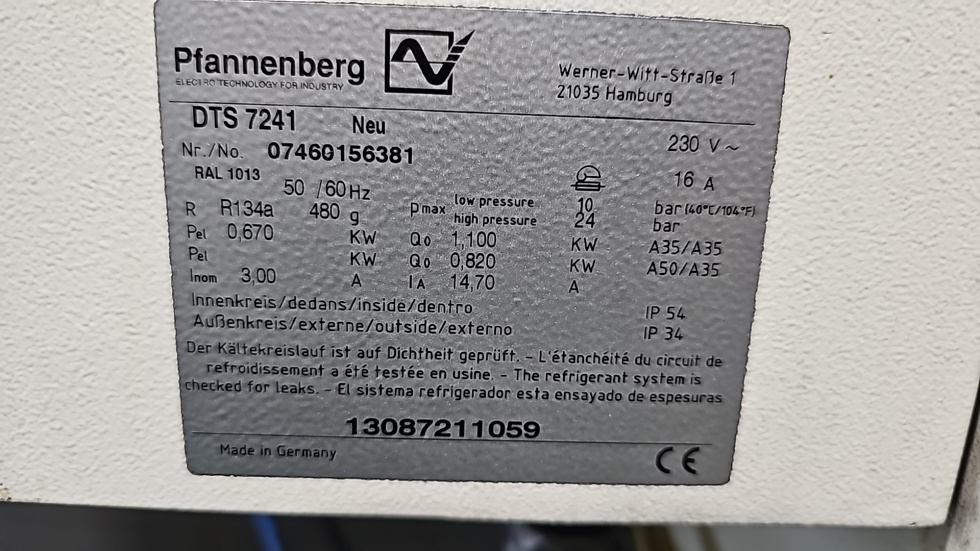 Pfannenberg
ELECTRO TECHNOLOGY FOR INDUSTRY
Werner-Witt-Straße 1
21035 Hamburg
DTS 7241 Neu 230 V~
Nr./No. 07460156381 16 A
RAL 1013 50 /60Hz
R R134a 480 g Pmax low pressure 10 bar (40°C/104°F)
high pressure 24 bar
Pel 0,670 KW Qo 1,100 KW A35/A35
Pel KW Qo 0,820 KW A50/A35
Inom 3,00 A IA 14,70 A
Innenkreis/dedans/inside/dentro IP 54
Außenkreis/externe/outside/externo IP 34
Der Kältekreislauf ist auf Dichtheit geprüft. - L'étanchéité du circuit de
refroidissement a été testée en usine. - The refrigerant system is
checked for leaks. - El sistema refrigerador esta ensayado de espesuras
13087211059
Made in Germany CE